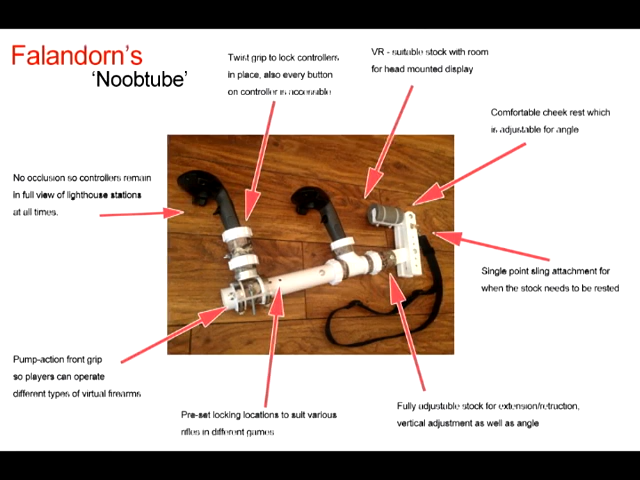 Falandorn's
'Noobtube'
Twist grip to lock controllers
in place, also every button
on controller is accessable
VR - suitable stock with room
for head mounted display
Comfortable cheek rest which
is adjustable for angle
No occlusion so controllers remain
in full view of lighthouse stations
at all times.
Single point sling attachment for
when the stock needs to be rested
Pump-action front grip
so players can operate
different types of virtual firearms
Pre-set locking locations to suit various
rifles in different games
Fully adjustable stock for extension/retruction,
vertical adjustment as well as angle